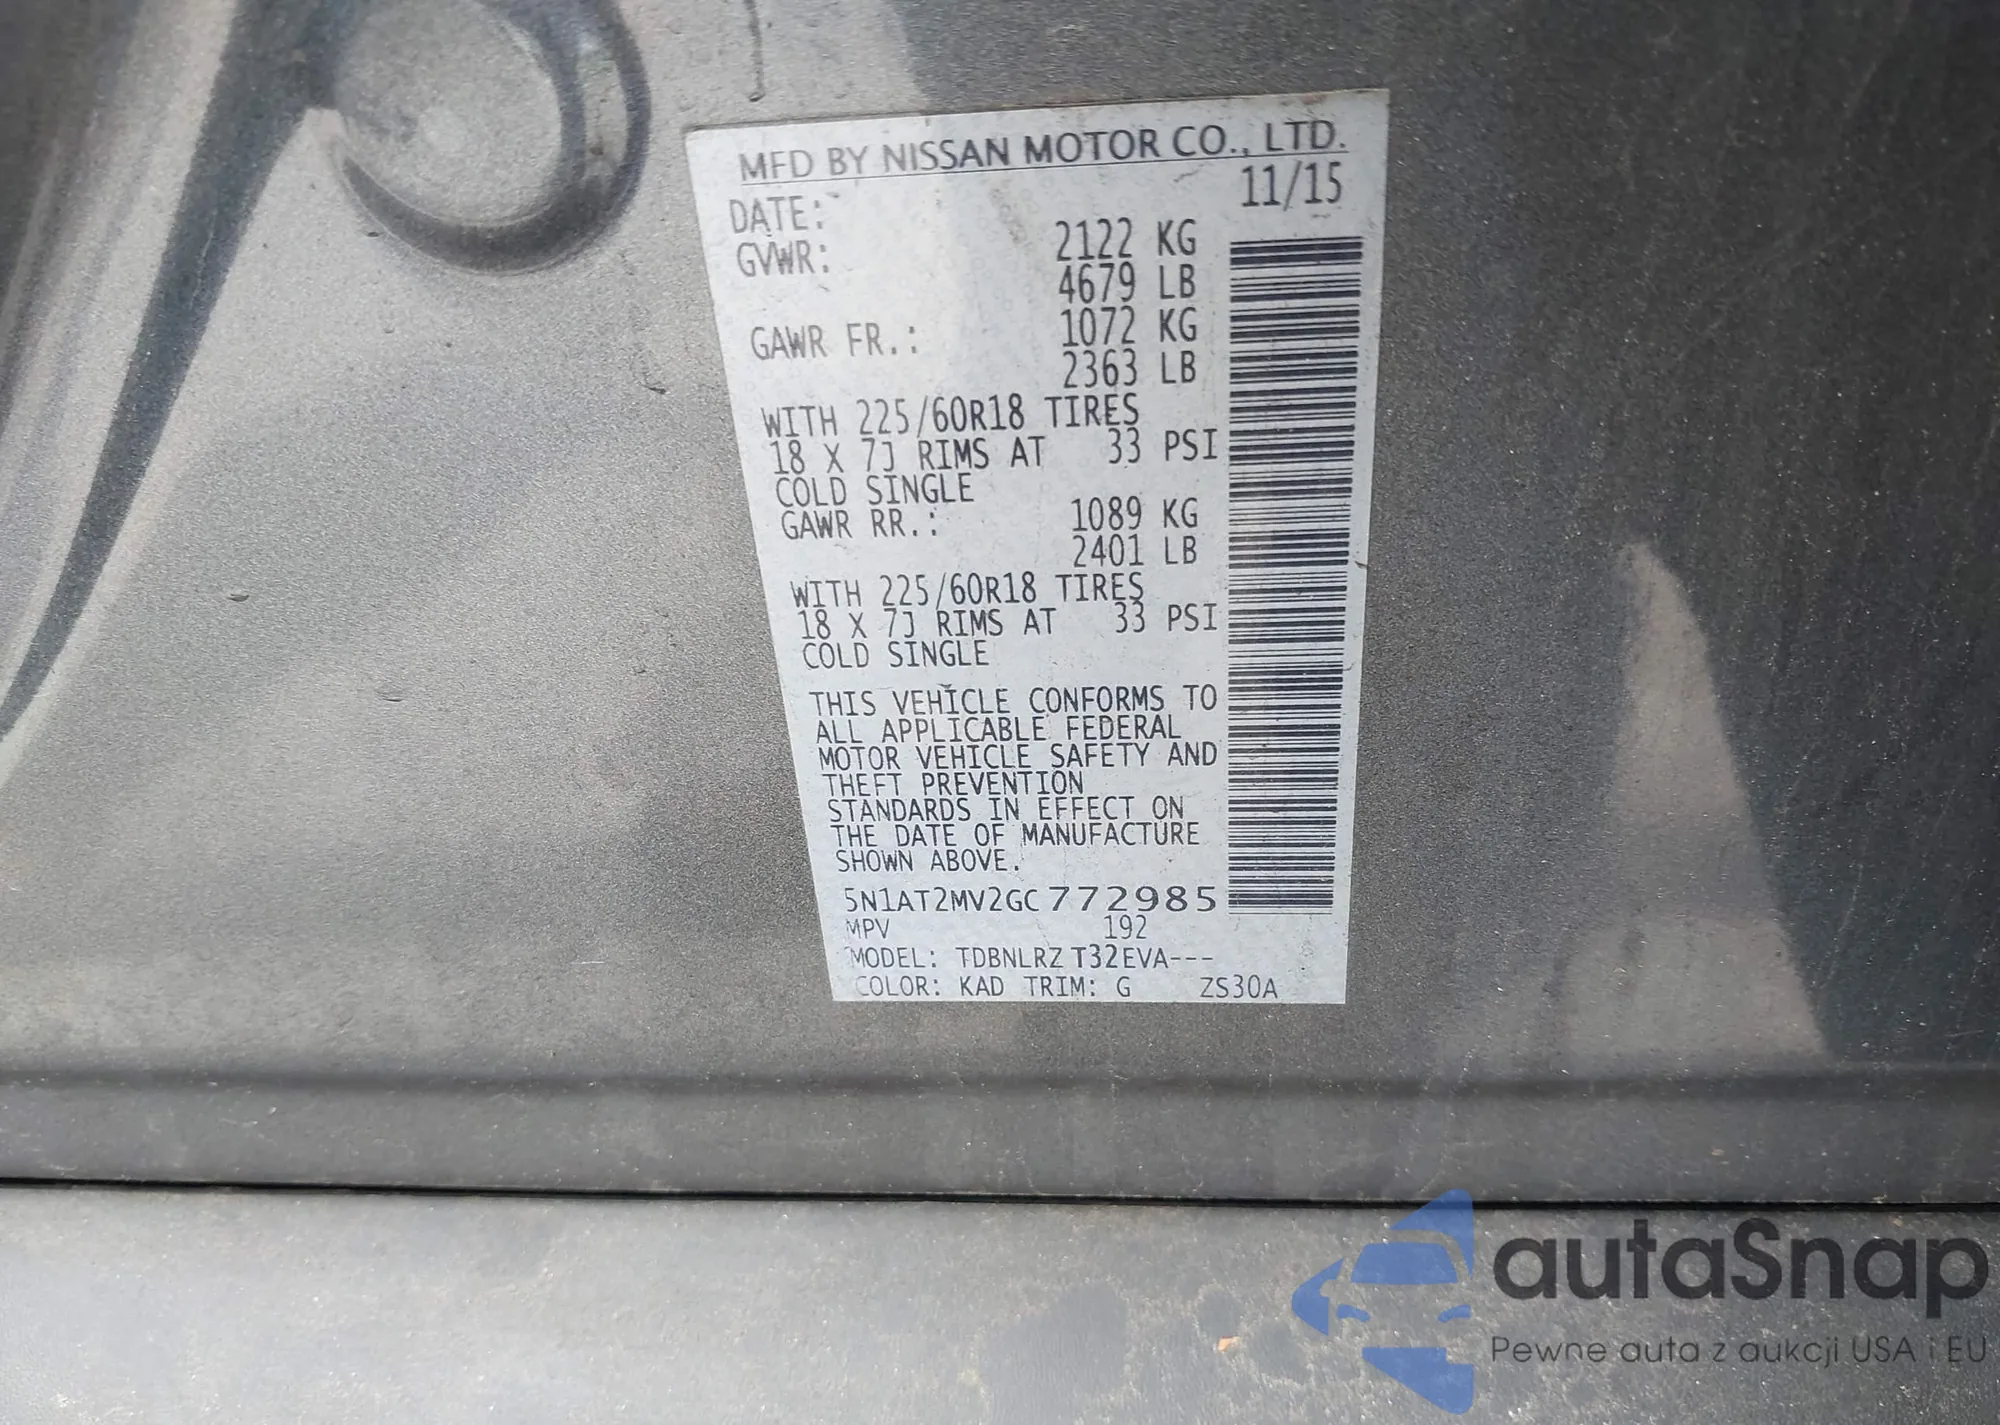 MFD BY NISSAN MOTOR CO., LTD.
DATE: 11/15
GVWR: 2122 KG
4679 LB
GAWR FR.: 1072 KG
2363 LB
WITH 225/60R18 TIRES
18 X 7J RIMS AT 33 PSI
COLD SINGLE
GAWR RR.: 1089 KG
2401 LB
WITH 225/60R18 TIRES
18 X 7J RIMS AT 33 PSI
COLD SINGLE
THIS VEHICLE CONFORMS TO
ALL APPLICABLE FEDERAL
MOTOR VEHICLE SAFETY AND
THEFT PREVENTION
STANDARDS IN EFFECT ON
THE DATE OF MANUFACTURE
SHOWN ABOVE.
5N1AT2MV2GC772985
MPV 192
MODEL: TDBNLRZ T32EVA---
COLOR: KAD TRIM: G ZS30A
autaSnap
Pewne auta z aukcji USA i EU